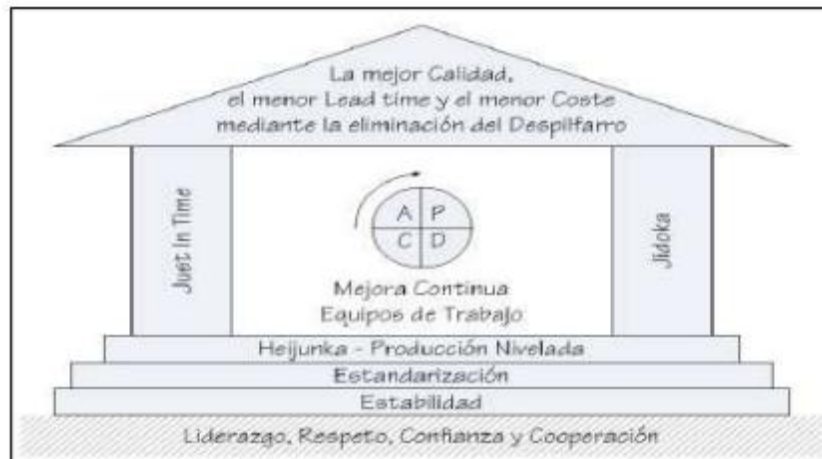 La mejor Calidad,
el menor Lead time y el menor Coste
mediante la eliminación del Despilfarro
Just In Time
A P
C D
Jidoka
Mejora Continua
Equipos de Trabajo
Heijunka - Producción Nivelada
Estandarización
Estabilidad
Liderazgo, Respeto, Confianza y Cooperación